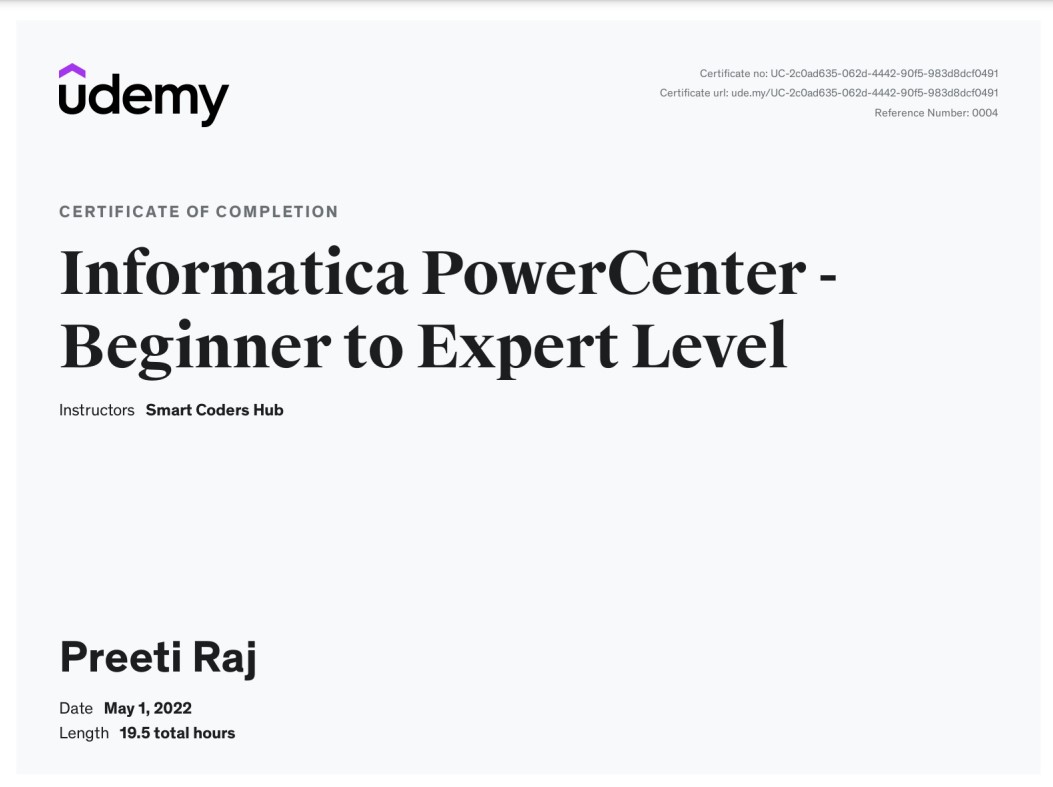 udemy
Certificate no: UC-2c0ad635-062d-4442-90f5-983d8dcf0491
Certificate url: ude.my/UC-2c0ad635-062d-4442-90f5-983d8dcf0491
Reference Number: 0004
CERTIFICATE OF COMPLETION
Informatica PowerCenter -
Beginner to Expert Level
Instructors Smart Coders Hub
Preeti Raj
Date May 1, 2022
Length 19.5 total hours